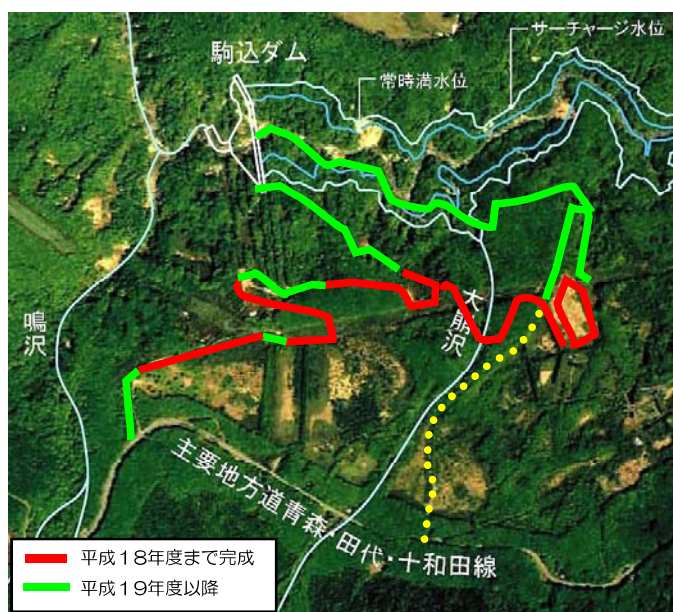 サーチャージ水位
駒込ダム
常時満水位
鳴沢
大崩沢
主要地方道青森・田代・十和田線
平成18年度まで完成
平成19年度以降